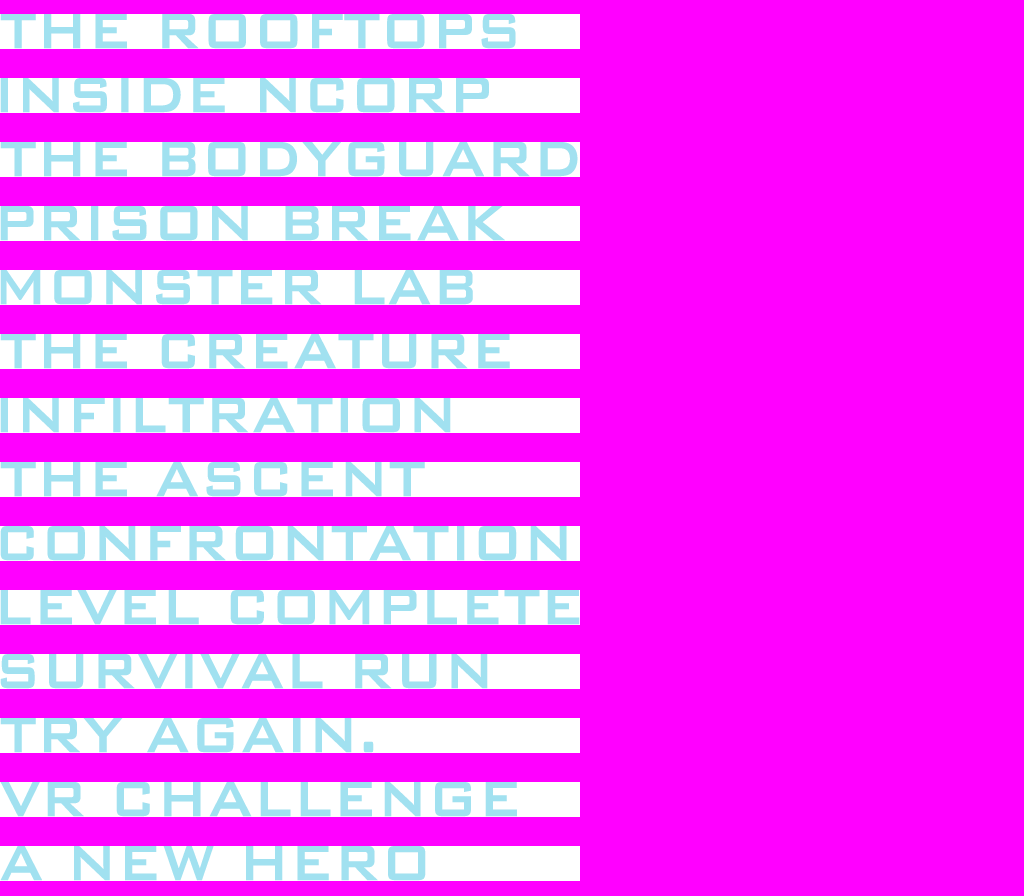 THE ROOFTOPS
INSIDE NCORP
THE BODYGUARD
PRISON BREAK
MONSTER LAB
THE CREATURE
INFILTRATION
THE ASCENT
CONFRONTATION
LEVEL COMPLETE
SURVIVAL RUN
TRY AGAIN.
VR CHALLENGE
A NEW HERO